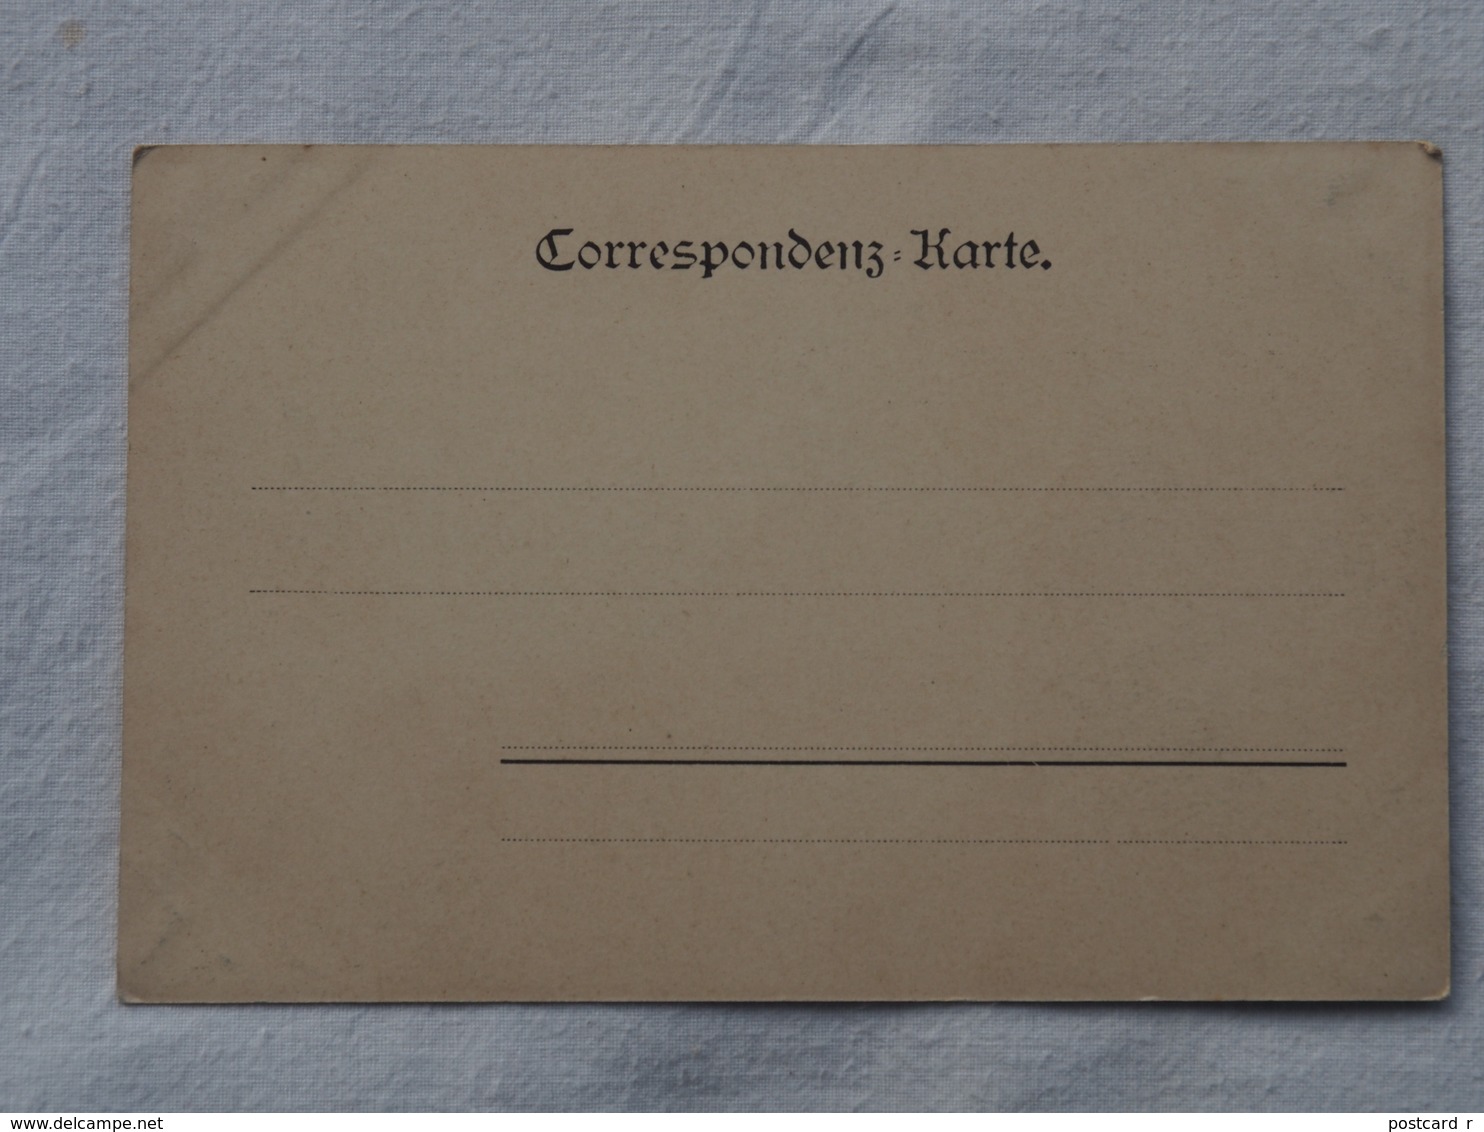 Correspondenz-Karte.
www.delcampe.net
postcard r